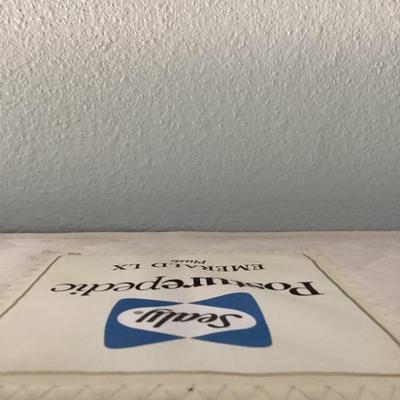 Sealy®
Posturepedic
EMERALD LX
Plush